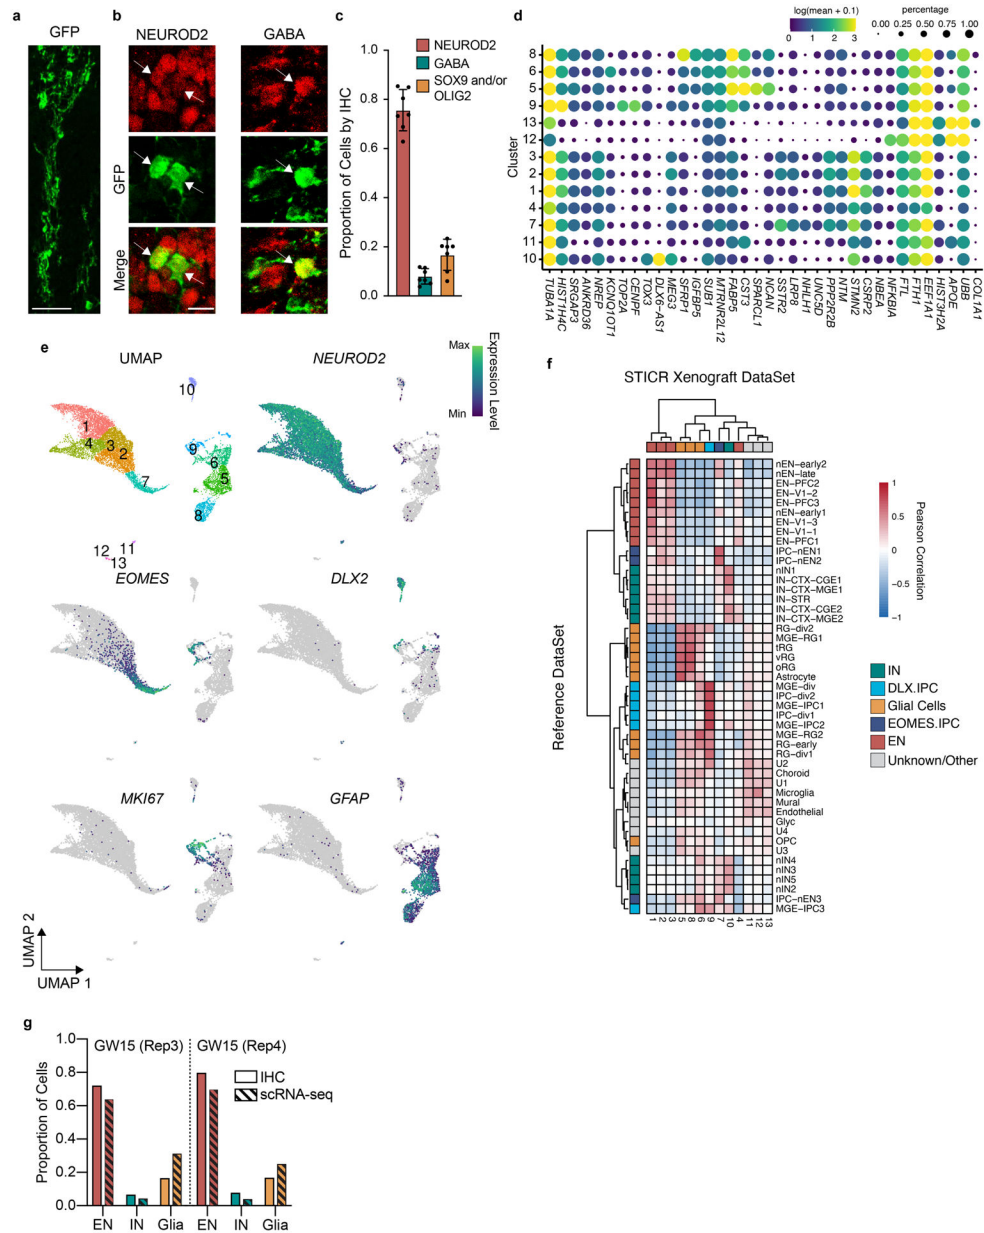 a
GFP
b
NEUROD2
GABA
GFP
Merge
c
Proportion of Cells by IHC
1.0
0.8
0.6
0.4
0.2
0.0
NEUROD2
GABA
SOX9 and/or
OLIG2
d
log(mean + 0.1)
0 1 2 3
percentage
0.00 0.25 0.50 0.75 1.00
Cluster
8
6
5
9
13
12
3
2
1
4
7
11
10
TUBA1A
HIST1H4C
SRGAP3
ANKRD36
NREP
KCNQ1OT1
TOP2A
CENPF
TOX3
DLX6-AS1
MEG3
SFRP1
IGFBP5
SUB1
MTRNR2L12
FABP5
CST3
SPARCL1
NCAN
SSTR2
LRP8
NHLH1
UNC5D
PPP2R2B
NTM
STMN2
CSRP2
NBEA
NFKBIA
FTL
FTH1
EEF1A1
HIST3H2A
APOE
UBB
COL1A1
e
UMAP
NEUROD2
Max
Min
Expression Level
10
1
4
3
2
7
9
6
5
8
12
11
13
EOMES
DLX2
MKI67
GFAP
UMAP 2
UMAP 1
f
STICR Xenograft DataSet
Reference DataSet
nEN−early2
nEN−late
EN−PFC2
EN−V1−2
EN−PFC3
nEN−early1
EN−V1−3
EN−V1−1
EN−PFC1
IPC−nEN1
IPC−nEN2
nIN1
IN−CTX−CGE1
IN−CTX−MGE1
IN−STR
IN−CTX−CGE2
IN−CTX−MGE2
RG−div2
MGE−RG1
tRG
vRG
oRG
Astrocyte
MGE−div
IPC−div2
MGE−IPC1
IPC−div1
MGE−IPC2
MGE−RG2
RG−early
RG−div1
U2
Choroid
U1
Microglia
Mural
Endothelial
Glyc
U4
OPC
U3
nIN4
nIN3
nIN5
nIN2
IPC−nEN3
MGE−IPC3
1 2 3 5 8 6 9 7 10 4 11 12 13
1
0.5
0
−0.5
−1
Pearson Correlation
IN
DLX.IPC
Glial Cells
EOMES.IPC
EN
Unknown/Other
g
Proportion of Cells
1.0
0.8
0.6
0.4
0.2
0.0
GW15 (Rep3)
GW15 (Rep4)
IHC
scRNA-seq
EN IN Glia EN IN Glia